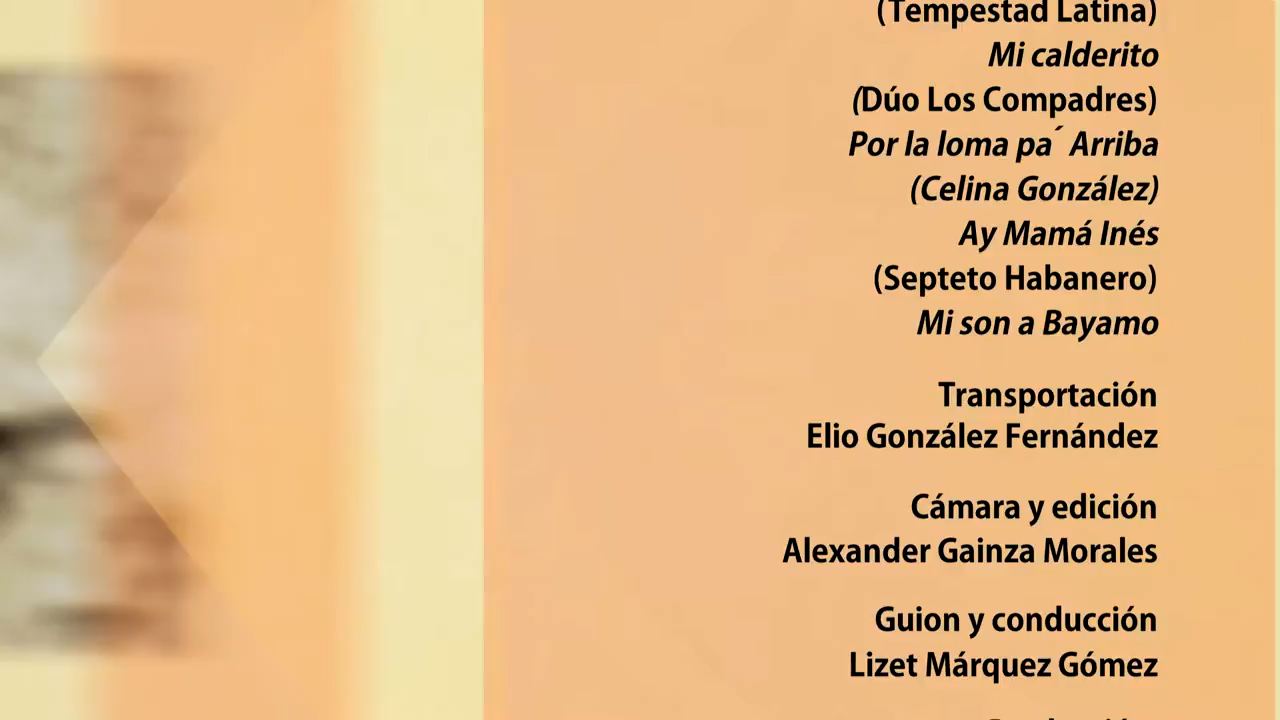 (Tempestad Latina)
Mi calderito
(Dúo Los Compadres)
Por la loma pa´ Arriba
(Celina González)
Ay Mamá Inés
(Septeto Habanero)
Mi son a Bayamo
Transportación
Elio González Fernández
Cámara y edición
Alexander Gainza Morales
Guion y conducción
Lizet Márquez Gómez